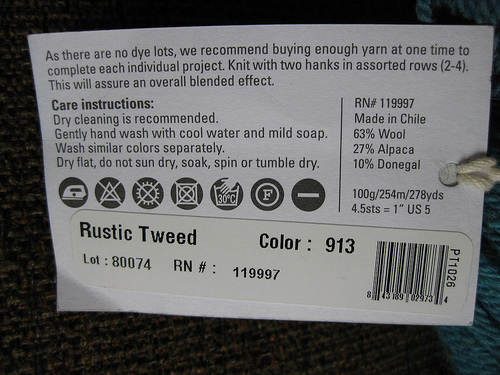 As there are no dye lots, we recommend buying enough yarn at one time to
complete each individual project. Knit with two hanks in assorted rows (2-4).
This will assure an overall blended effect.
Care instructions:
Dry cleaning is recommended.
Gently hand wash with cool water and mild soap.
Wash similar colors separately.
Dry flat, do not sun dry, soak, spin or tumble dry.
30°C
F
RN# 119997
Made in Chile
63% Wool
27% Alpaca
10% Donegal
100g/254m/278yds
4.5sts = 1" US 5
Rustic Tweed
Color : 913
Lot : 80074 RN # : 119997
PT1026
8 43189 02973 4